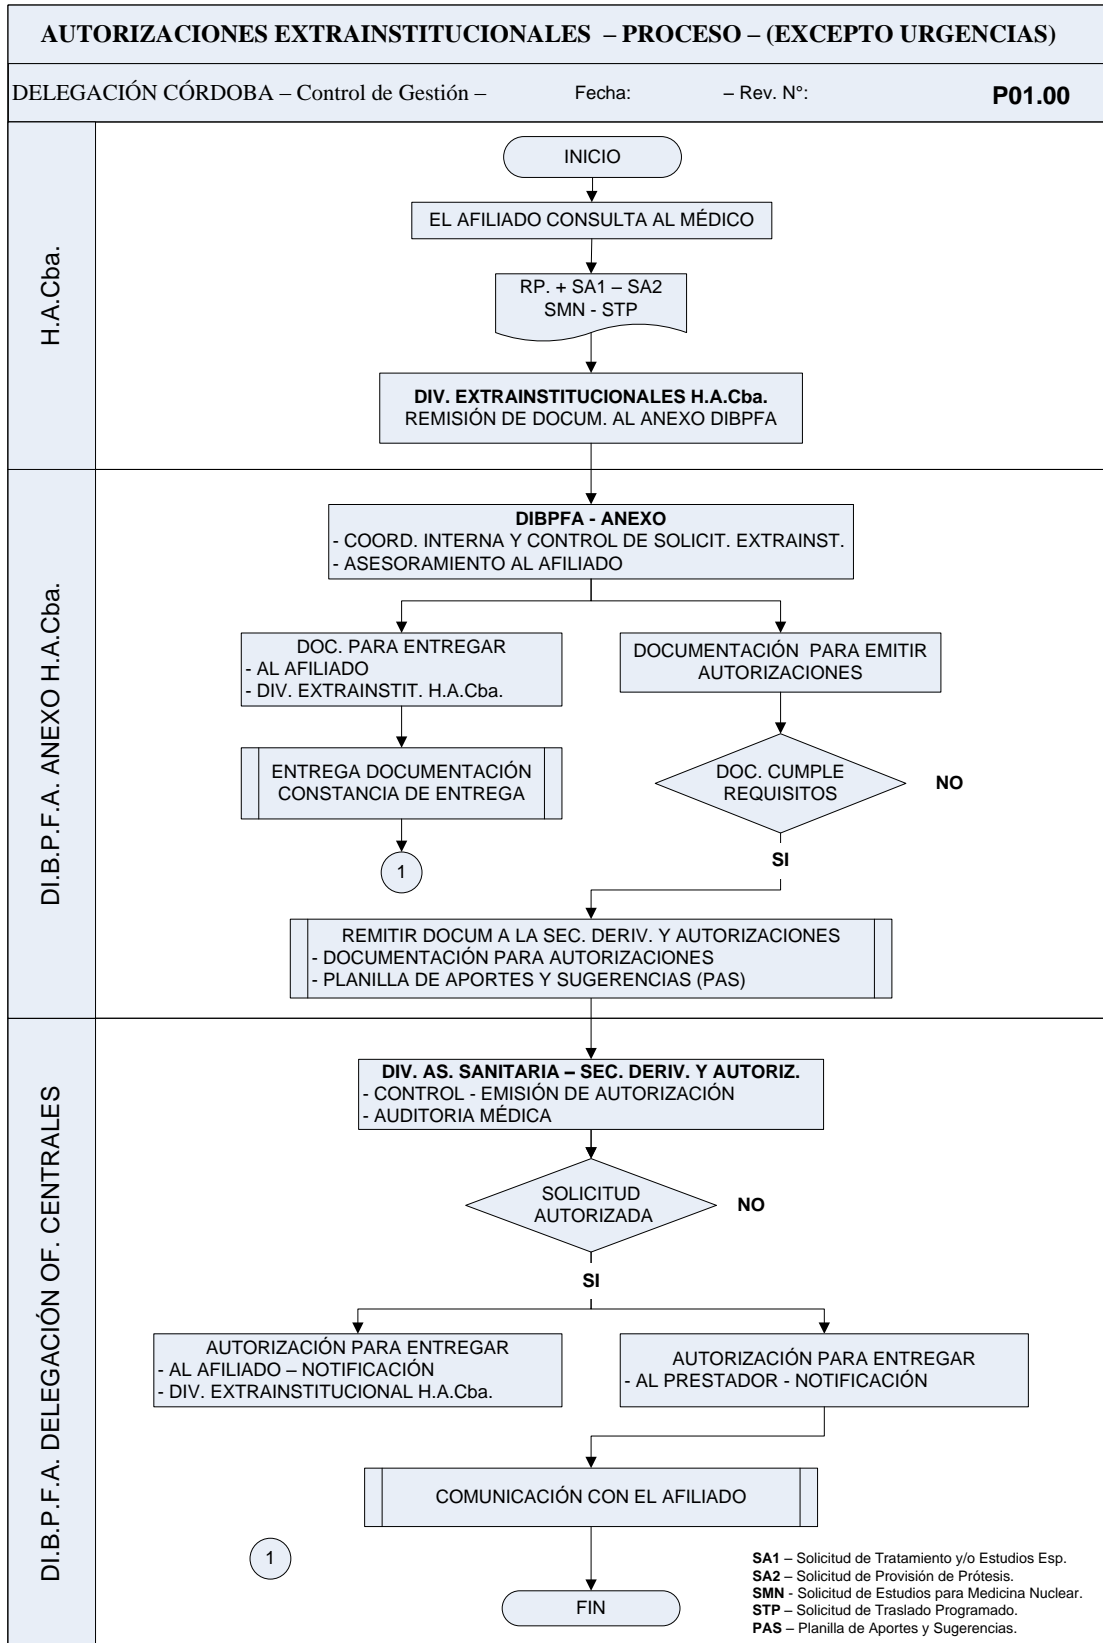 AUTORIZACIONES EXTRAINSTITUCIONALES – PROCESO – (EXCEPTO URGENCIAS)
DELEGACIÓN CÓRDOBA – Control de Gestión – Fecha: – Rev. N°: P01.00
H.A.Cba.
INICIO
EL AFILIADO CONSULTA AL MÉDICO
RP. + SA1 – SA2
SMN - STP
DIV. EXTRAINSTITUCIONALES H.A.Cba.
REMISIÓN DE DOCUM. AL ANEXO DIBPFA
DI.B.P.F.A. ANEXO H.A.Cba.
DIBPFA - ANEXO
- COORD. INTERNA Y CONTROL DE SOLICIT. EXTRAINST.
- ASESORAMIENTO AL AFILIADO
DOC. PARA ENTREGAR
- AL AFILIADO
- DIV. EXTRAINSTIT. H.A.Cba.
DOCUMENTACIÓN PARA EMITIR
AUTORIZACIONES
ENTREGA DOCUMENTACIÓN
CONSTANCIA DE ENTREGA
DOC. CUMPLE
REQUISITOS
NO
SI
1
REMITIR DOCUM A LA SEC. DERIV. Y AUTORIZACIONES
- DOCUMENTACIÓN PARA AUTORIZACIONES
- PLANILLA DE APORTES Y SUGERENCIAS (PAS)
DI.B.P.F.A. DELEGACIÓN OF. CENTRALES
DIV. AS. SANITARIA – SEC. DERIV. Y AUTORIZ.
- CONTROL - EMISIÓN DE AUTORIZACIÓN
- AUDITORIA MÉDICA
SOLICITUD
AUTORIZADA
NO
SI
AUTORIZACIÓN PARA ENTREGAR
- AL AFILIADO – NOTIFICACIÓN
- DIV. EXTRAINSTITUCIONAL H.A.Cba.
AUTORIZACIÓN PARA ENTREGAR
- AL PRESTADOR - NOTIFICACIÓN
COMUNICACIÓN CON EL AFILIADO
1
FIN
SA1 – Solicitud de Tratamiento y/o Estudios Esp.
SA2 – Solicitud de Provisión de Prótesis.
SMN - Solicitud de Estudios para Medicina Nuclear.
STP – Solicitud de Traslado Programado.
PAS – Planilla de Aportes y Sugerencias.